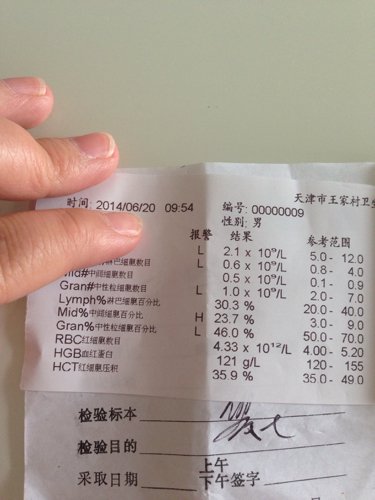 天津市王家村卫生
时间: 2014/06/20 09:54 编号: 00000009
性别: 男
报警 结果 参考范围
L 2.1 x 10⁹/L 5.0 - 12.0
淋巴细胞数目 L 0.6 x 10⁹/L 0.8 - 4.0
Mid#中间细胞数目 0.5 x 10⁹/L 0.1 - 0.9
Gran#中性粒细胞数目 L 1.0 x 10⁹/L 2.0 - 7.0
Lymph%淋巴细胞百分比 30.3 % 20.0 - 40.0
Mid%中间细胞百分比 H 23.7 % 3.0 - 9.0
Gran%中性粒细胞百分比 L 46.0 % 50.0 - 70.0
RBC红细胞数目 4.33 x 10¹²/L 4.00 - 5.20
HGB血红蛋白 121 g/L 120 - 155
HCT红细胞压积 35.9 % 35.0 - 49.0
检验标本
检验目的
上午
采取日期 下午签字